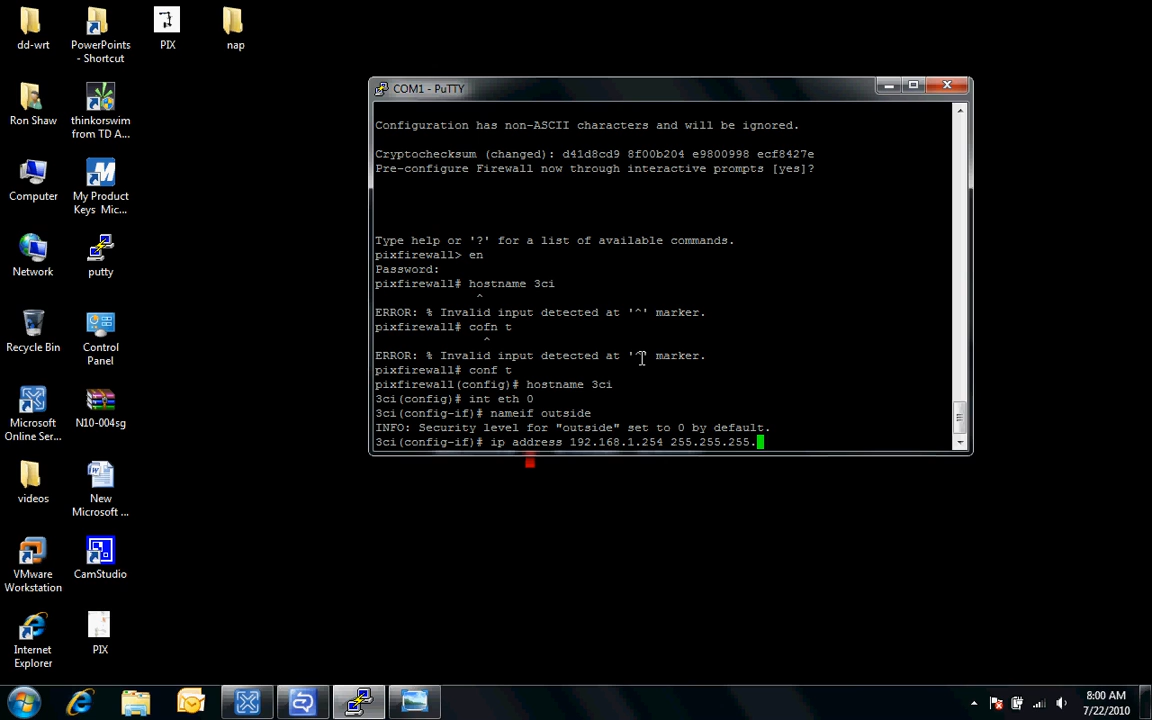 dd-wrt
PowerPoints
- Shortcut
PIX
nap
Ron Shaw
thinkorswim
from TD A...
Computer
My Product
Keys Mic...
Network
putty
Recycle Bin
Control
Panel
Microsoft
Online Ser...
N10-004sg
videos
New
Microsoft ...
VMware
Workstation
CamStudio
Internet
Explorer
PIX
COM1 - PuTTY
Configuration has non-ASCII characters and will be ignored.
Cryptochecksum (changed): d41d8cd9 8f00b204 e9800998 ecf8427e
Pre-configure Firewall now through interactive prompts [yes]?
Type help or '?' for a list of available commands.
pixfirewall> en
Password:
pixfirewall# hostname 3ci
^
ERROR: % Invalid input detected at '^' marker.
pixfirewall# cofn t
^
ERROR: % Invalid input detected at '^' marker.
pixfirewall# conf t
pixfirewall(config)# hostname 3ci
3ci(config)# int eth 0
3ci(config-if)# nameif outside
INFO: Security level for "outside" set to 0 by default.
3ci(config-if)# ip address 192.168.1.254 255.255.255.
8:00 AM
7/22/2010